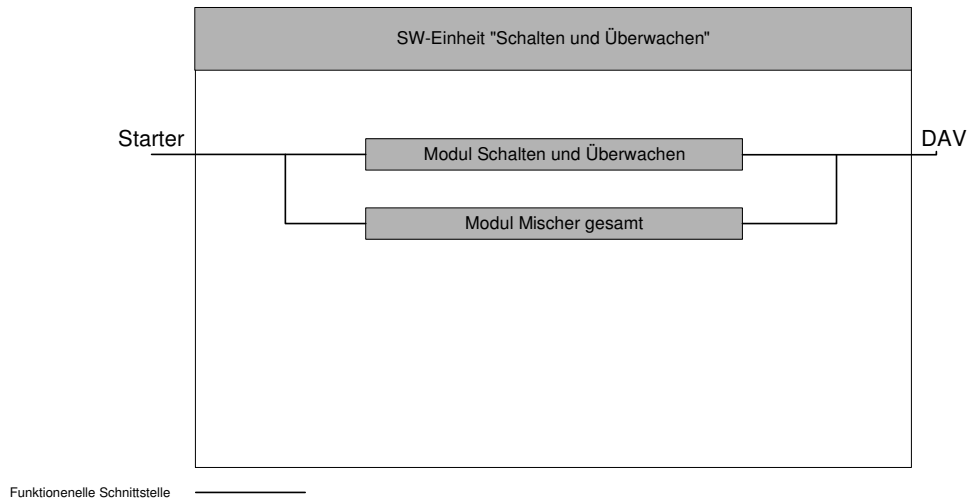 SW-Einheit "Schalten und Überwachen"
Starter
DAV
Modul Schalten und Überwachen
Modul Mischer gesamt
Funktionenelle Schnittstelle